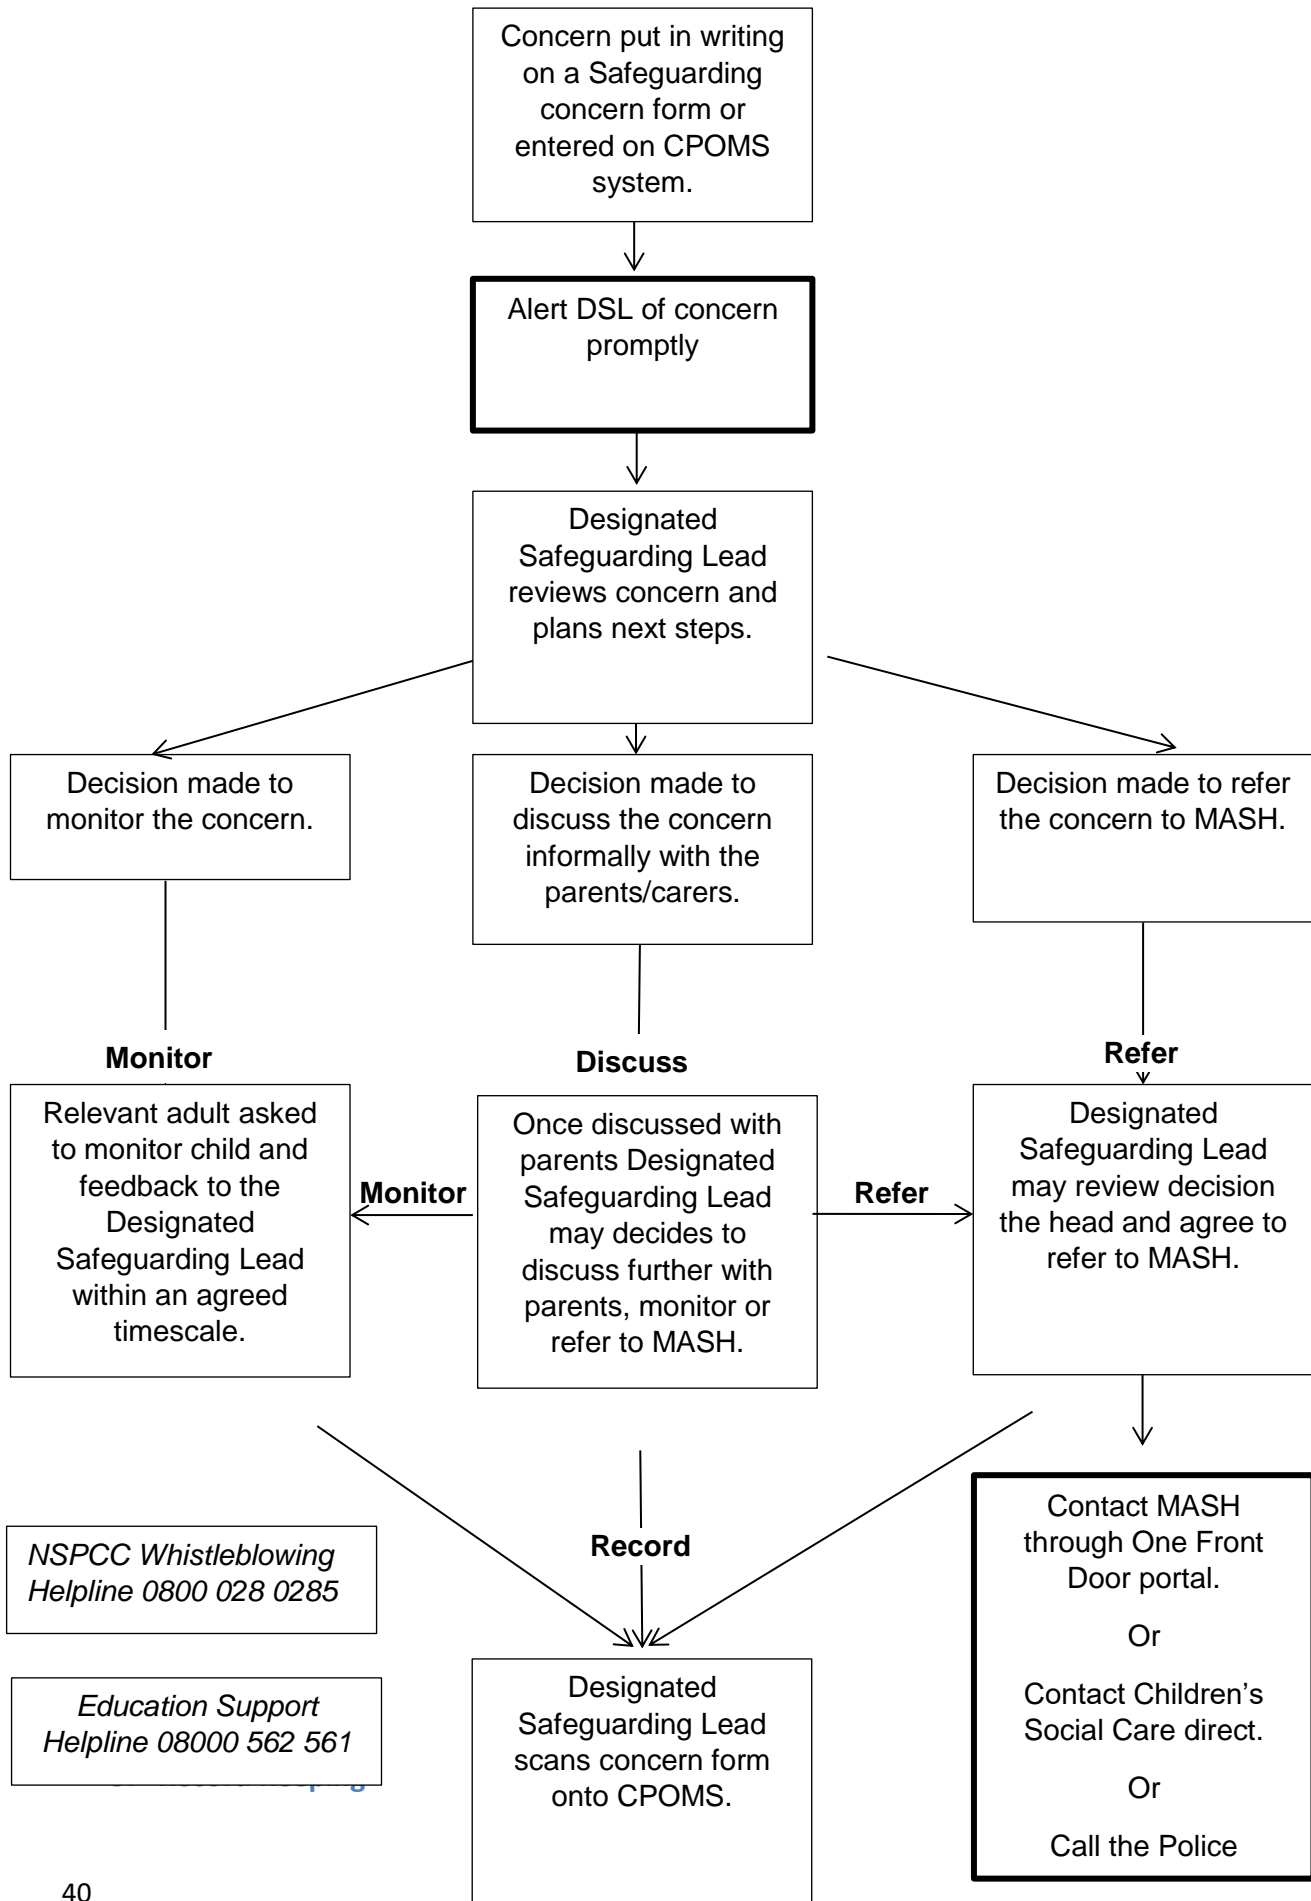 Concern put in writing
on a Safeguarding
concern form or
entered on CPOMS
system.
Alert DSL of concern
promptly
Designated
Safeguarding Lead
reviews concern and
plans next steps.
Decision made to
monitor the concern.
Decision made to
discuss the concern
informally with the
parents/carers.
Decision made to refer
the concern to MASH.
Monitor
Discuss
Refer
Relevant adult asked
to monitor child and
feedback to the
Designated
Safeguarding Lead
within an agreed
timescale.
Monitor
Once discussed with
parents Designated
Safeguarding Lead
may decides to
discuss further with
parents, monitor or
refer to MASH.
Refer
Designated
Safeguarding Lead
may review decision
the head and agree to
refer to MASH.
NSPCC Whistleblowing
Helpline 0800 028 0285
Education Support
Helpline 08000 562 561
Record
Designated
Safeguarding Lead
scans concern form
onto CPOMS.
Contact MASH
through One Front
Door portal.
Or
Contact Children’s
Social Care direct.
Or
Call the Police
40